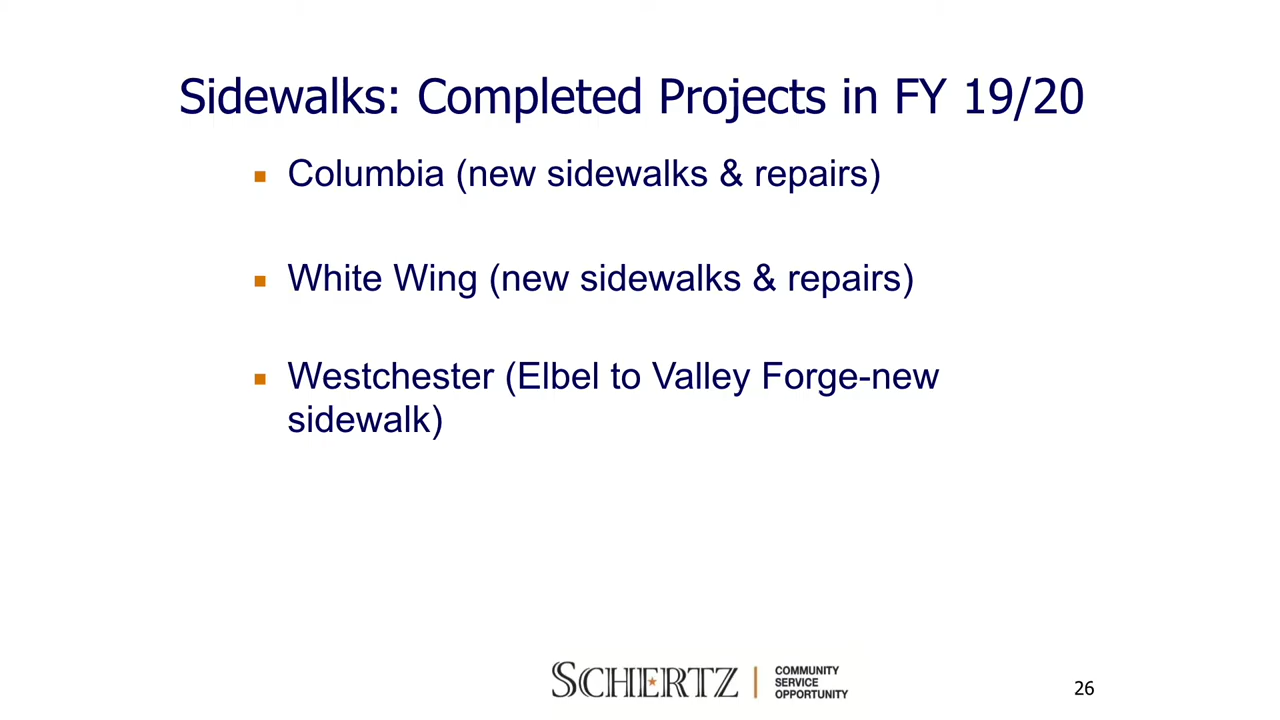 Sidewalks: Completed Projects in FY 19/20
▪ Columbia (new sidewalks & repairs)
▪ White Wing (new sidewalks & repairs)
▪ Westchester (Elbel to Valley Forge-new
sidewalk)
SCHERTZ
COMMUNITY
SERVICE
OPPORTUNITY
26